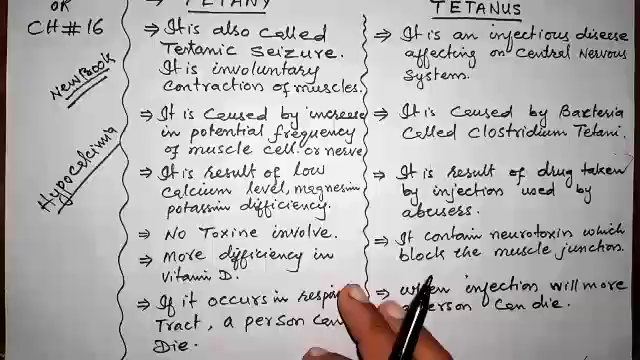 OR
CH # 16
New Book
Hypocalcimia
⇒ TETANY
⇒ It is also called
Tertanic Seizure.
It is involuntary
contraction of muscles.
⇒ It is caused by increase
in potential frequency
of muscle cell or nerve
⇒ It is result of low
calcium level, magnesium
potassium difficiency.
⇒ No Toxine involve.
⇒ More difficiency in
Vitamin D.
⇒ If it occurs in
Tract, a person can
Die.
TETANUS
⇒ It is an infectious disease
affecting on Central Nervous
System.
⇒ It is caused by Bacteria
called Clostridium Tetani.
⇒ It is result of drug taken
by injection used by
abusers.
⇒ It contain neurotoxin which
block the muscle junction.
⇒ when injection will more
a person can die.